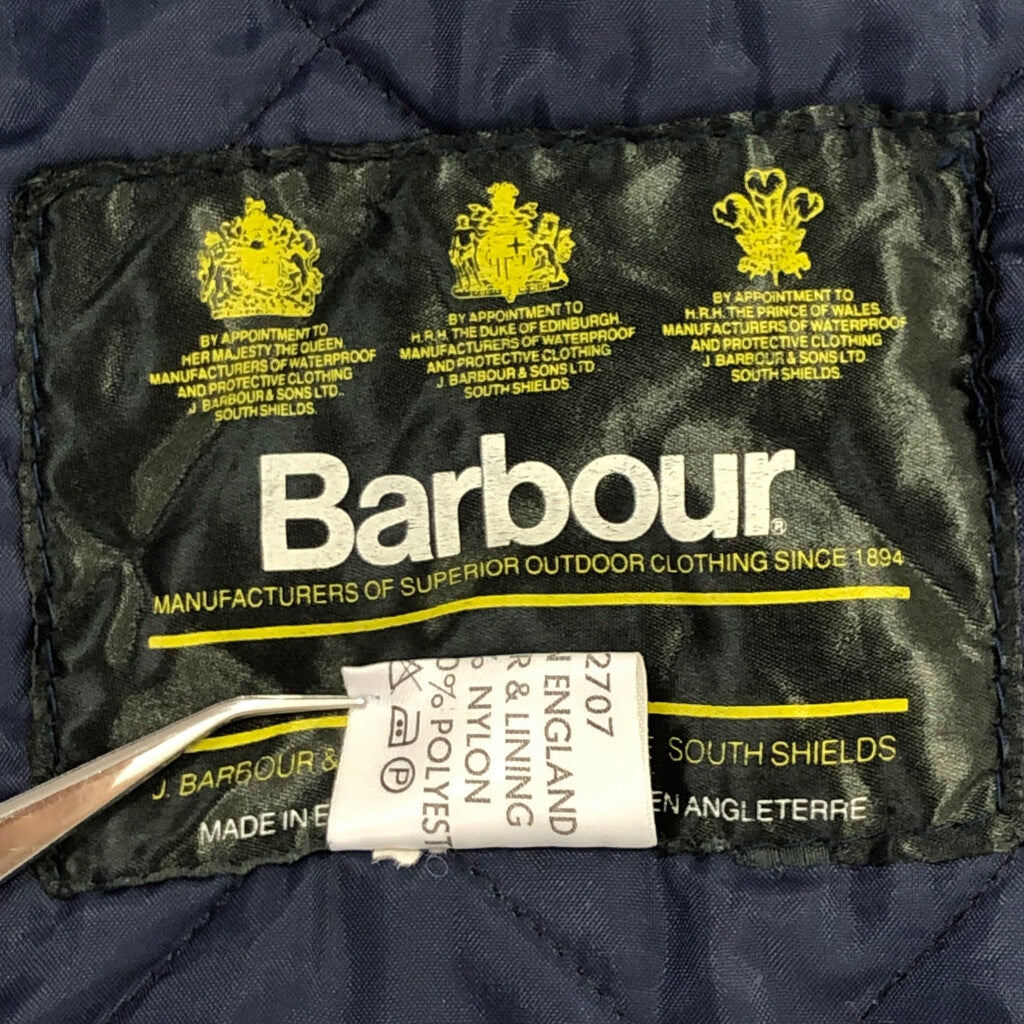 BY APPOINTMENT TO
HER MAJESTY THE QUEEN
MANUFACTURERS OF WATERPROOF
AND PROTECTIVE CLOTHING
J. BARBOUR & SONS LTD.
SOUTH SHIELDS.
BY APPOINTMENT TO
H.R.H. THE DUKE OF EDINBURGH
MANUFACTURERS OF WATERPROOF
AND PROTECTIVE CLOTHING
J. BARBOUR & SONS LTD
SOUTH SHIELDS.
BY APPOINTMENT TO
H.R.H. THE PRINCE OF WALES
MANUFACTURERS OF WATERPROOF
AND PROTECTIVE CLOTHING
J. BARBOUR & SONS LTD.
SOUTH SHIELDS.
Barbour®
MANUFACTURERS OF SUPERIOR OUTDOOR CLOTHING SINCE 1894
J. BARBOUR & SOUTH SHIELDS
MADE IN EN ANGLETERRE
2707
ENGLAND
R & LINING
% NYLON
0% POLYEST
P